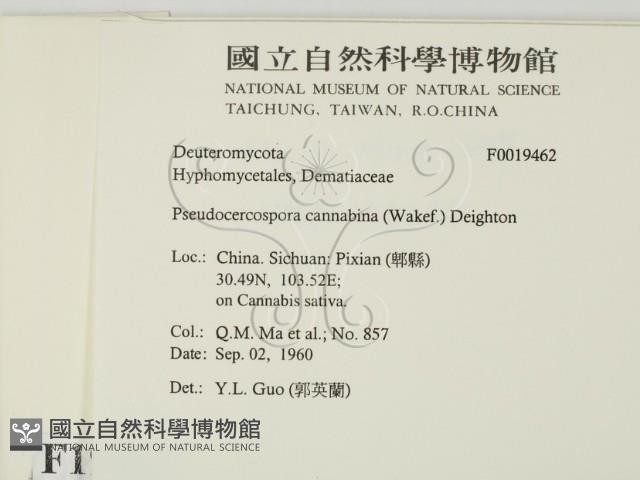 國立自然科學博物館
NATIONAL MUSEUM OF NATURAL SCIENCE
TAICHUNG, TAIWAN, R.O.CHINA
Deuteromycota F0019462
Hyphomycetales, Dematiaceae
Pseudocercospora cannabina (Wakef.) Deighton
Loc.: China. Sichuan: Pixian (郫縣)
30.49N, 103.52E;
on Cannabis sativa.
Col.: Q.M. Ma et al.; No. 857
Date: Sep. 02, 1960
Det.: Y.L. Guo (郭英蘭)
國立自然科學博物館
NATIONAL MUSEUM OF NATURAL SCIENCE